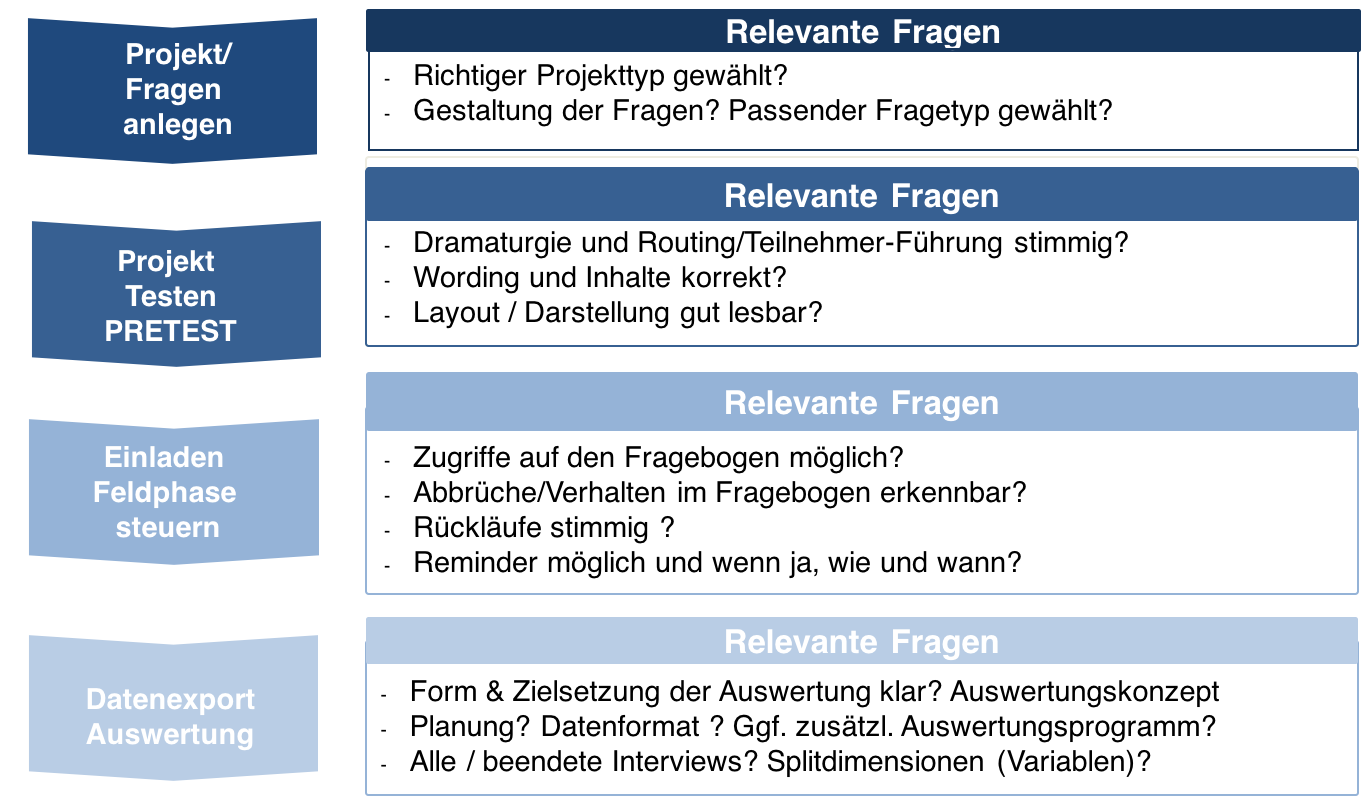 Projekt/
Fragen
anlegen
Relevante Fragen
- Richtiger Projekttyp gewählt?
- Gestaltung der Fragen? Passender Fragetyp gewählt?
Projekt
Testen
PRETEST
Relevante Fragen
- Dramaturgie und Routing/Teilnehmer-Führung stimmig?
- Wording und Inhalte korrekt?
- Layout / Darstellung gut lesbar?
Einladen
Feldphase
steuern
Relevante Fragen
- Zugriffe auf den Fragebogen möglich?
- Abbrüche/Verhalten im Fragebogen erkennbar?
- Rückläufe stimmig ?
- Reminder möglich und wenn ja, wie und wann?
Datenexport
Auswertung
Relevante Fragen
- Form & Zielsetzung der Auswertung klar? Auswertungskonzept
- Planung? Datenformat ? Ggf. zusätzl. Auswertungsprogramm?
- Alle / beendete Interviews? Splitdimensionen (Variablen)?